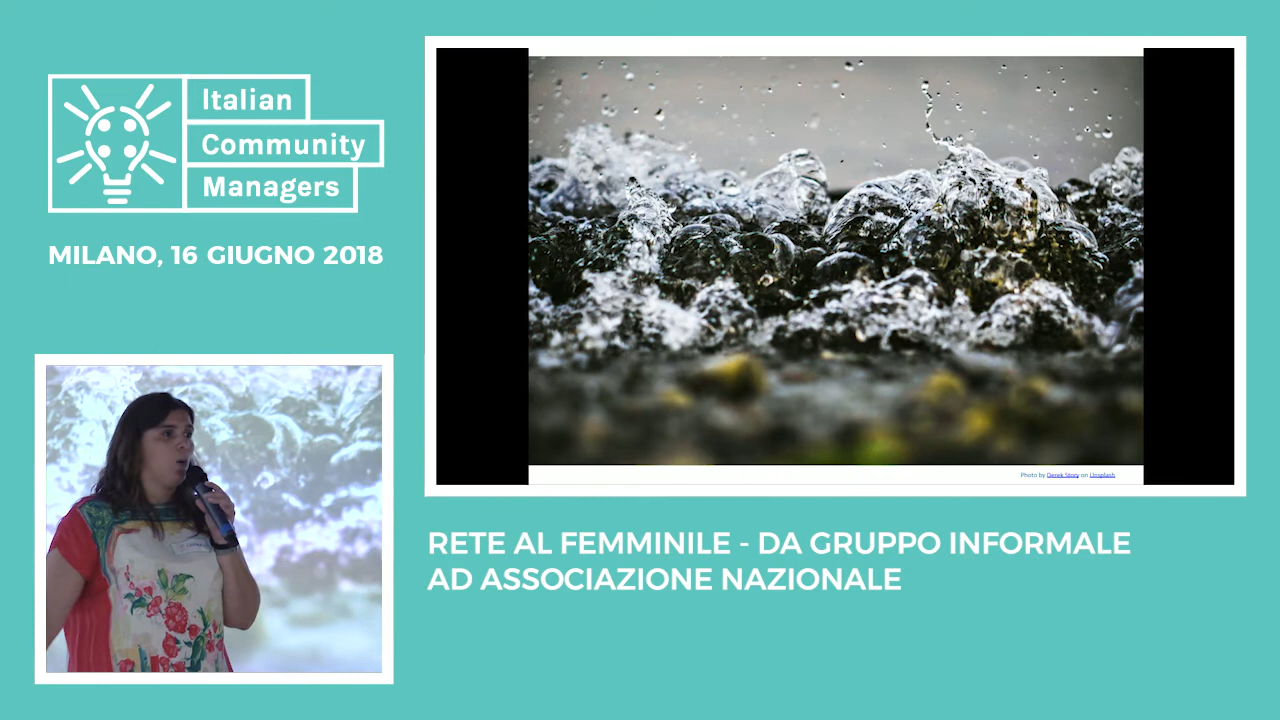 Italian
Community
Managers
MILANO, 16 GIUGNO 2018
Photo by Derek Story on Unsplash
RETE AL FEMMINILE - DA GRUPPO INFORMALE
AD ASSOCIAZIONE NAZIONALE